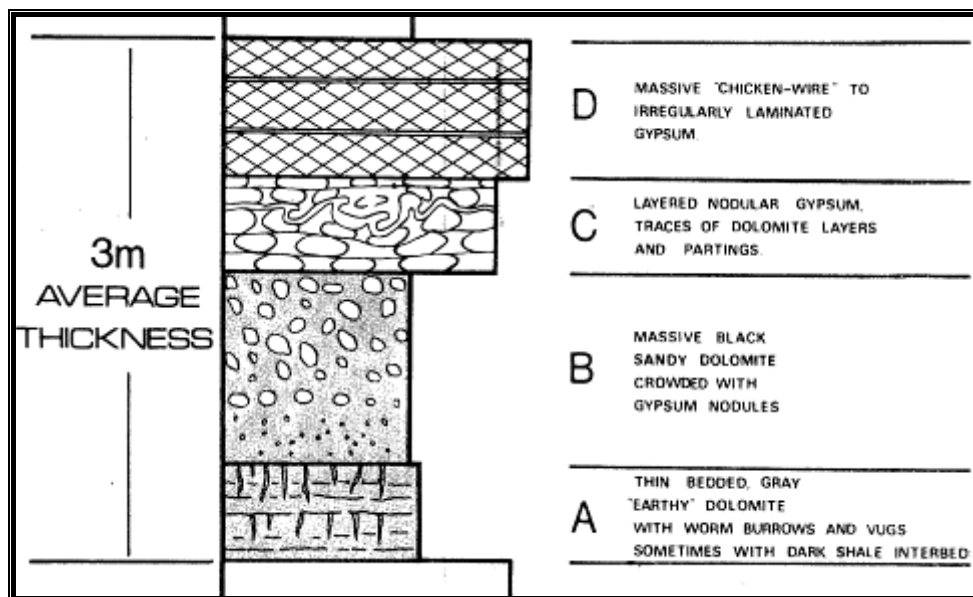 3m
AVERAGE
THICKNESS
D
MASSIVE "CHICKEN-WIRE" TO
IRREGULARLY LAMINATED
GYPSUM.
C
LAYERED NODULAR GYPSUM,
TRACES OF DOLOMITE LAYERS
AND PARTINGS.
B
MASSIVE BLACK
SANDY DOLOMITE
CROWDED WITH
GYPSUM NODULES
A
THIN BEDDED, GRAY
"EARTHY" DOLOMITE
WITH WORM BURROWS AND VUGS
SOMETIMES WITH DARK SHALE INTERBED